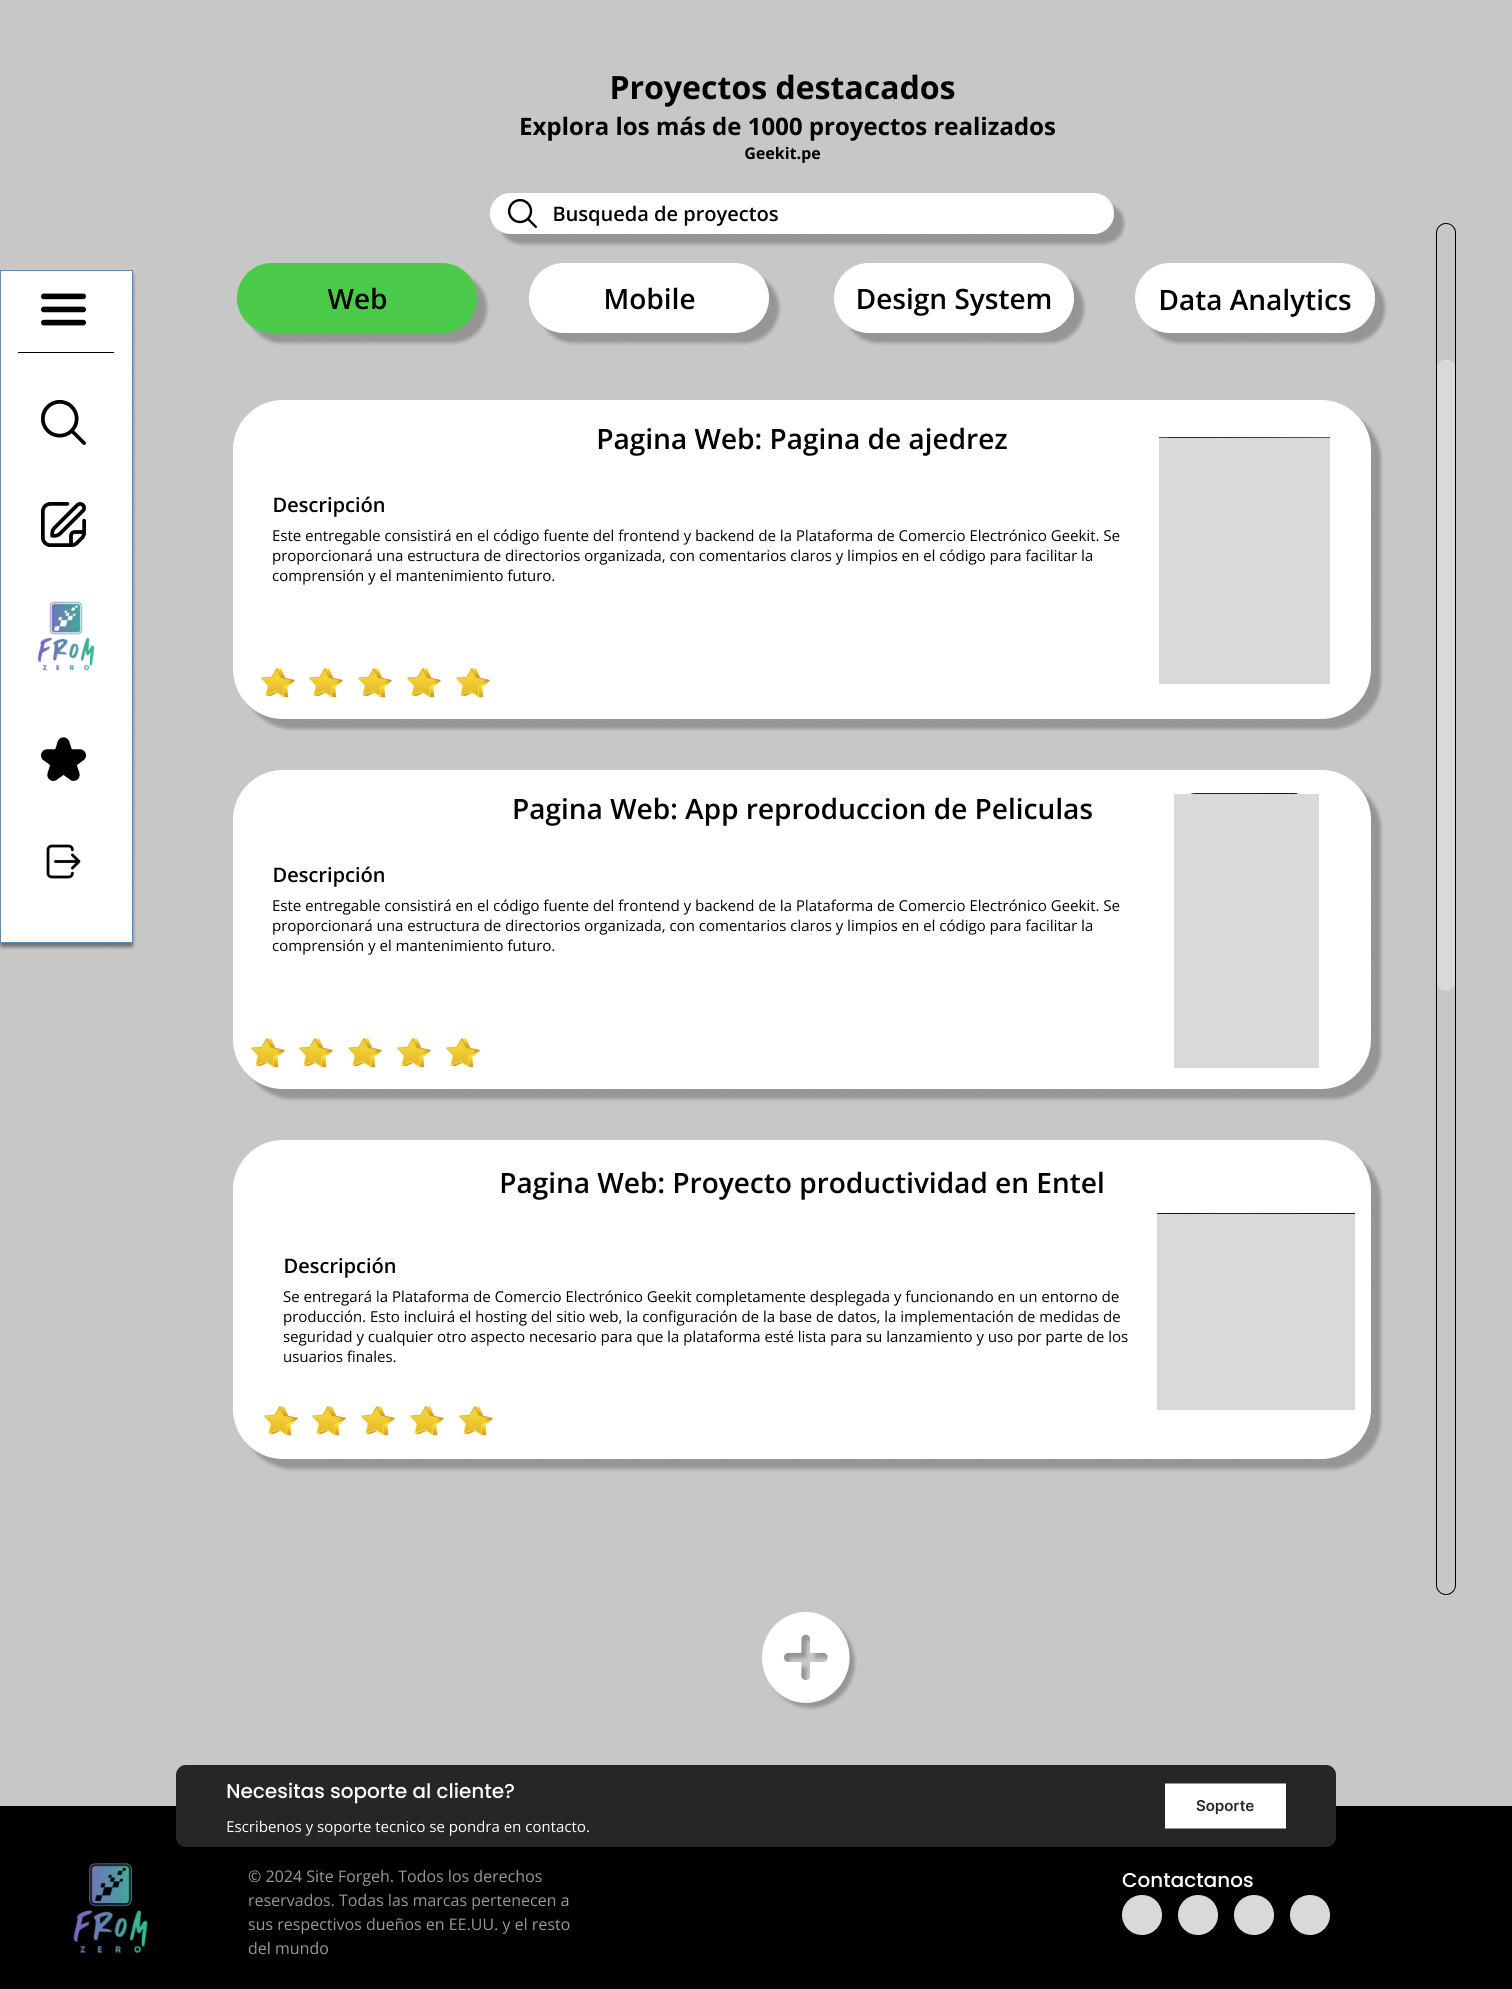 Proyectos destacados
Explora los más de 1000 proyectos realizados
Geekit.pe
Busqueda de proyectos
Web
Mobile
Design System
Data Analytics
Pagina Web: Pagina de ajedrez
Descripción
Este entregable consistirá en el código fuente del frontend y backend de la Plataforma de Comercio Electrónico Geekit. Se
proporcionará una estructura de directorios organizada, con comentarios claros y limpios en el código para facilitar la
comprensión y el mantenimiento futuro.
FROM
ZERO
Pagina Web: App reproduccion de Peliculas
Descripción
Este entregable consistirá en el código fuente del frontend y backend de la Plataforma de Comercio Electrónico Geekit. Se
proporcionará una estructura de directorios organizada, con comentarios claros y limpios en el código para facilitar la
comprensión y el mantenimiento futuro.
Pagina Web: Proyecto productividad en Entel
Descripción
Se entregará la Plataforma de Comercio Electrónico Geekit completamente desplegada y funcionando en un entorno de
producción. Esto incluirá el hosting del sitio web, la configuración de la base de datos, la implementación de medidas de
seguridad y cualquier otro aspecto necesario para que la plataforma esté lista para su lanzamiento y uso por parte de los
usuarios finales.
Necesitas soporte al cliente?
Escribenos y soporte tecnico se pondra en contacto.
Soporte
FROM
ZERO
© 2024 Site Forgeh. Todos los derechos
reservados. Todas las marcas pertenecen a
sus respectivos dueños en EE.UU. y el resto
del mundo
Contactanos